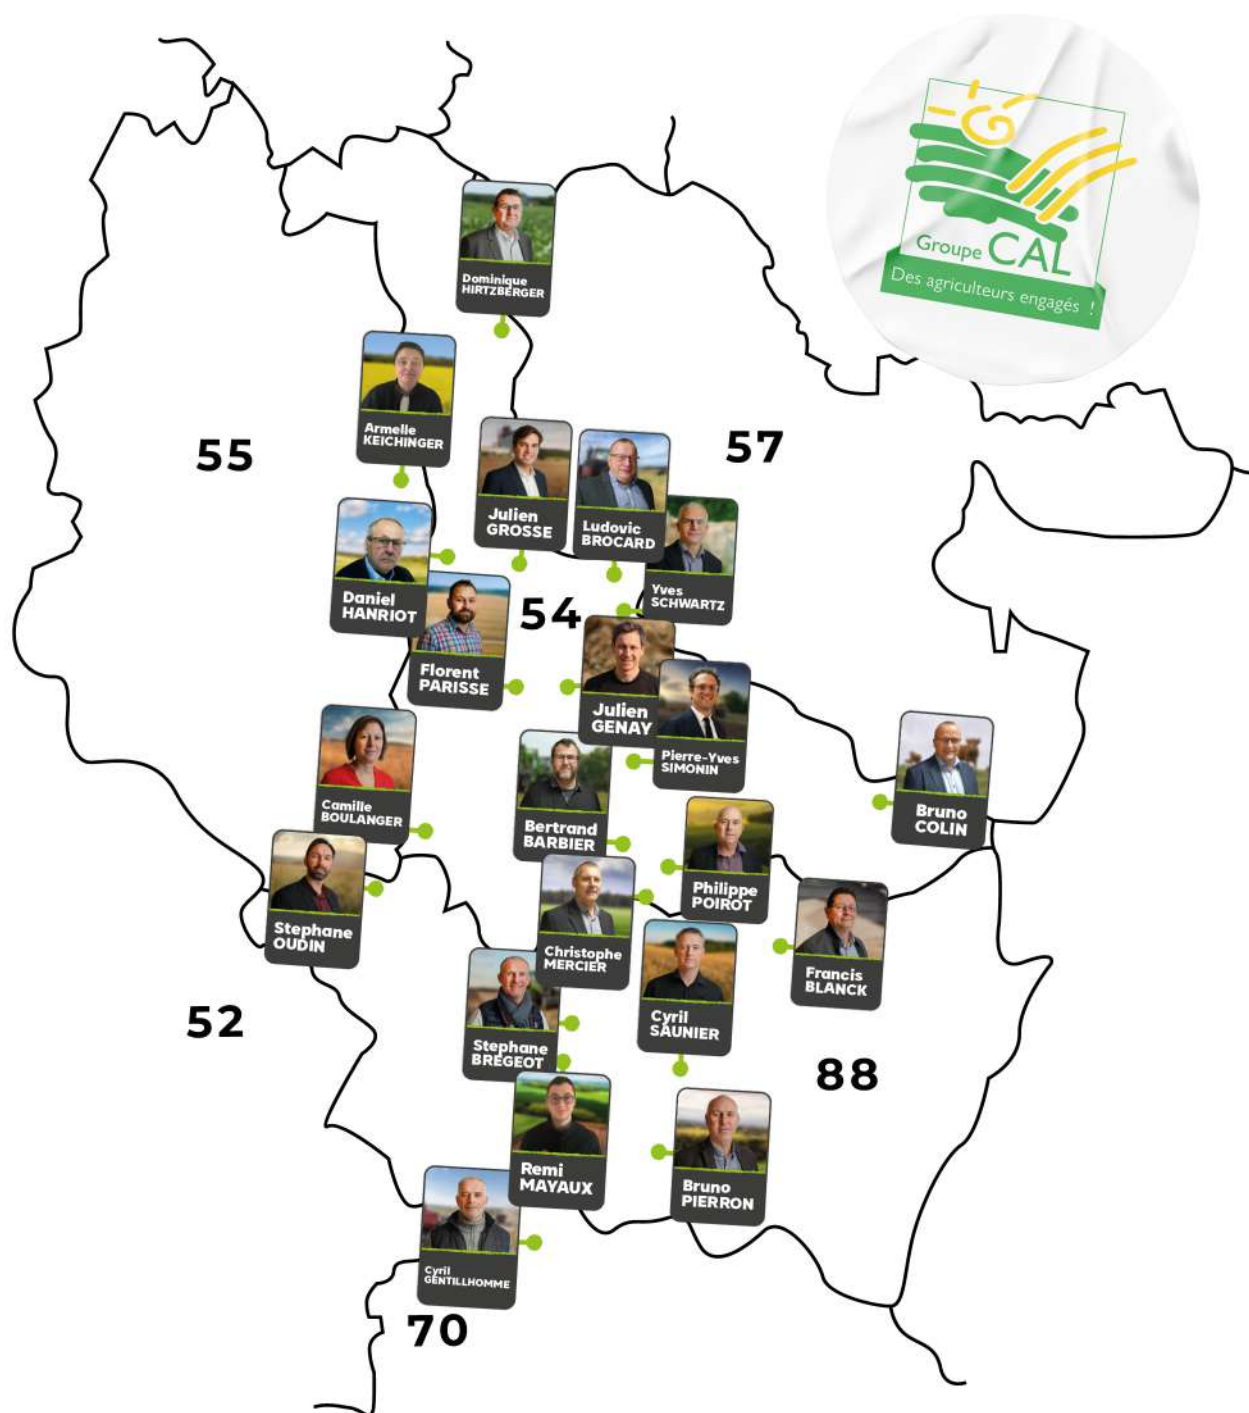 Groupe CAL
Des agriculteurs engagés !
Dominique
HIRTZBERGER
Armelle
KEICHINGER
55
57
Julien
GROSSE
Ludovic
BROCARD
Yves
SCHWARTZ
Daniel
HANRIOT
54
Florent
PARISSE
Julien
GENAY
Pierre-Yves
SIMONIN
Camille
BOULANGER
Bertrand
BARBIER
Bruno
COLIN
Philippe
POIROT
Stephane
OUDIN
Christophe
MERCIER
Francis
BLANCK
52
Cyril
SAUNIER
Stephane
BREGEOT
88
Remi
MAYAUX
Bruno
PIERRON
Cyril
GENTILLHOMME
70